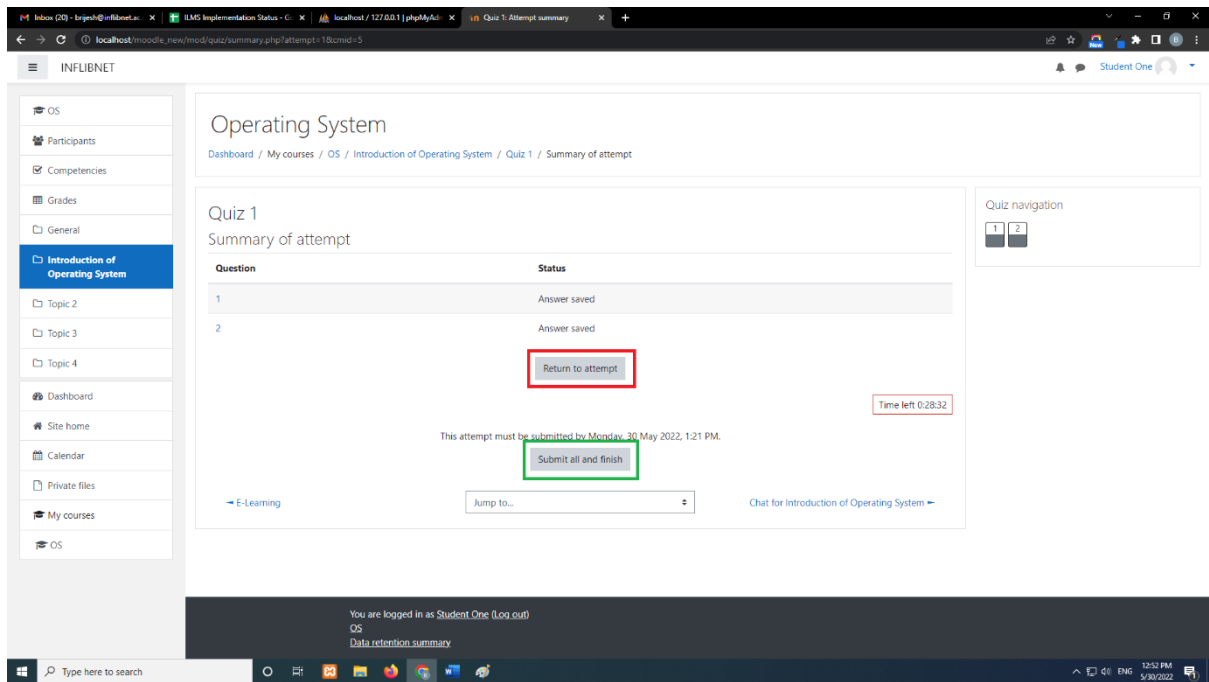 Inbox (20) - brijesh@inflibnet.ac.
ILMS Implementation Status - Go
localhost / 127.0.0.1 | phpMyAdm
Quiz 1: Attempt summary
localhost/moodle_new/mod/quiz/summary.php?attempt=1&cmid=5
New
B
INFLIBNET
Student One
OS
Participants
Competencies
Grades
General
Introduction of
Operating System
Topic 2
Topic 3
Topic 4
Dashboard
Site home
Calendar
Private files
My courses
OS
Operating System
Dashboard / My courses / OS / Introduction of Operating System / Quiz 1 / Summary of attempt
Quiz 1
Summary of attempt
Question Status
1 Answer saved
2 Answer saved
Return to attempt
Time left 0:28:32
This attempt must be submitted by Monday, 30 May 2022, 1:21 PM.
Submit all and finish
◄ E-Learning
Jump to...
Chat for Introduction of Operating System ►
Quiz navigation
1 2
You are logged in as Student One (Log out)
OS
Data retention summary
Type here to search
ENG
12:52 PM
5/30/2022